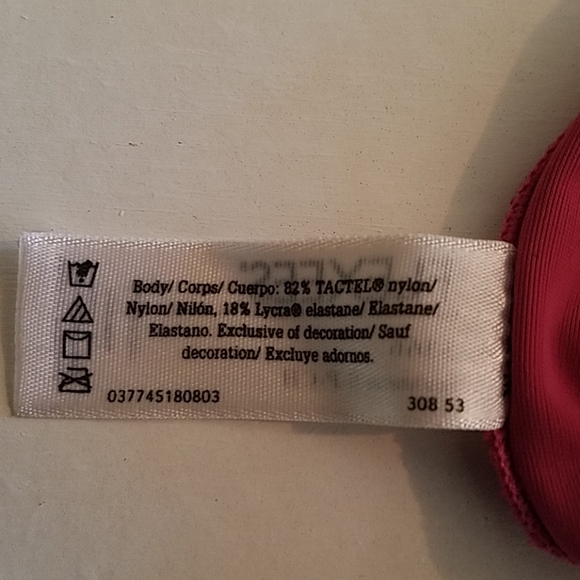 Body/ Corps/ Cuerpo: 82% TACTEL® nylon/
Nylon/ Nilón, 18% Lycra® elastane/ Elastane/
Elastano. Exclusive of decoration/ Sauf
decoration/ Excluye adornos.
037745180803 308 53